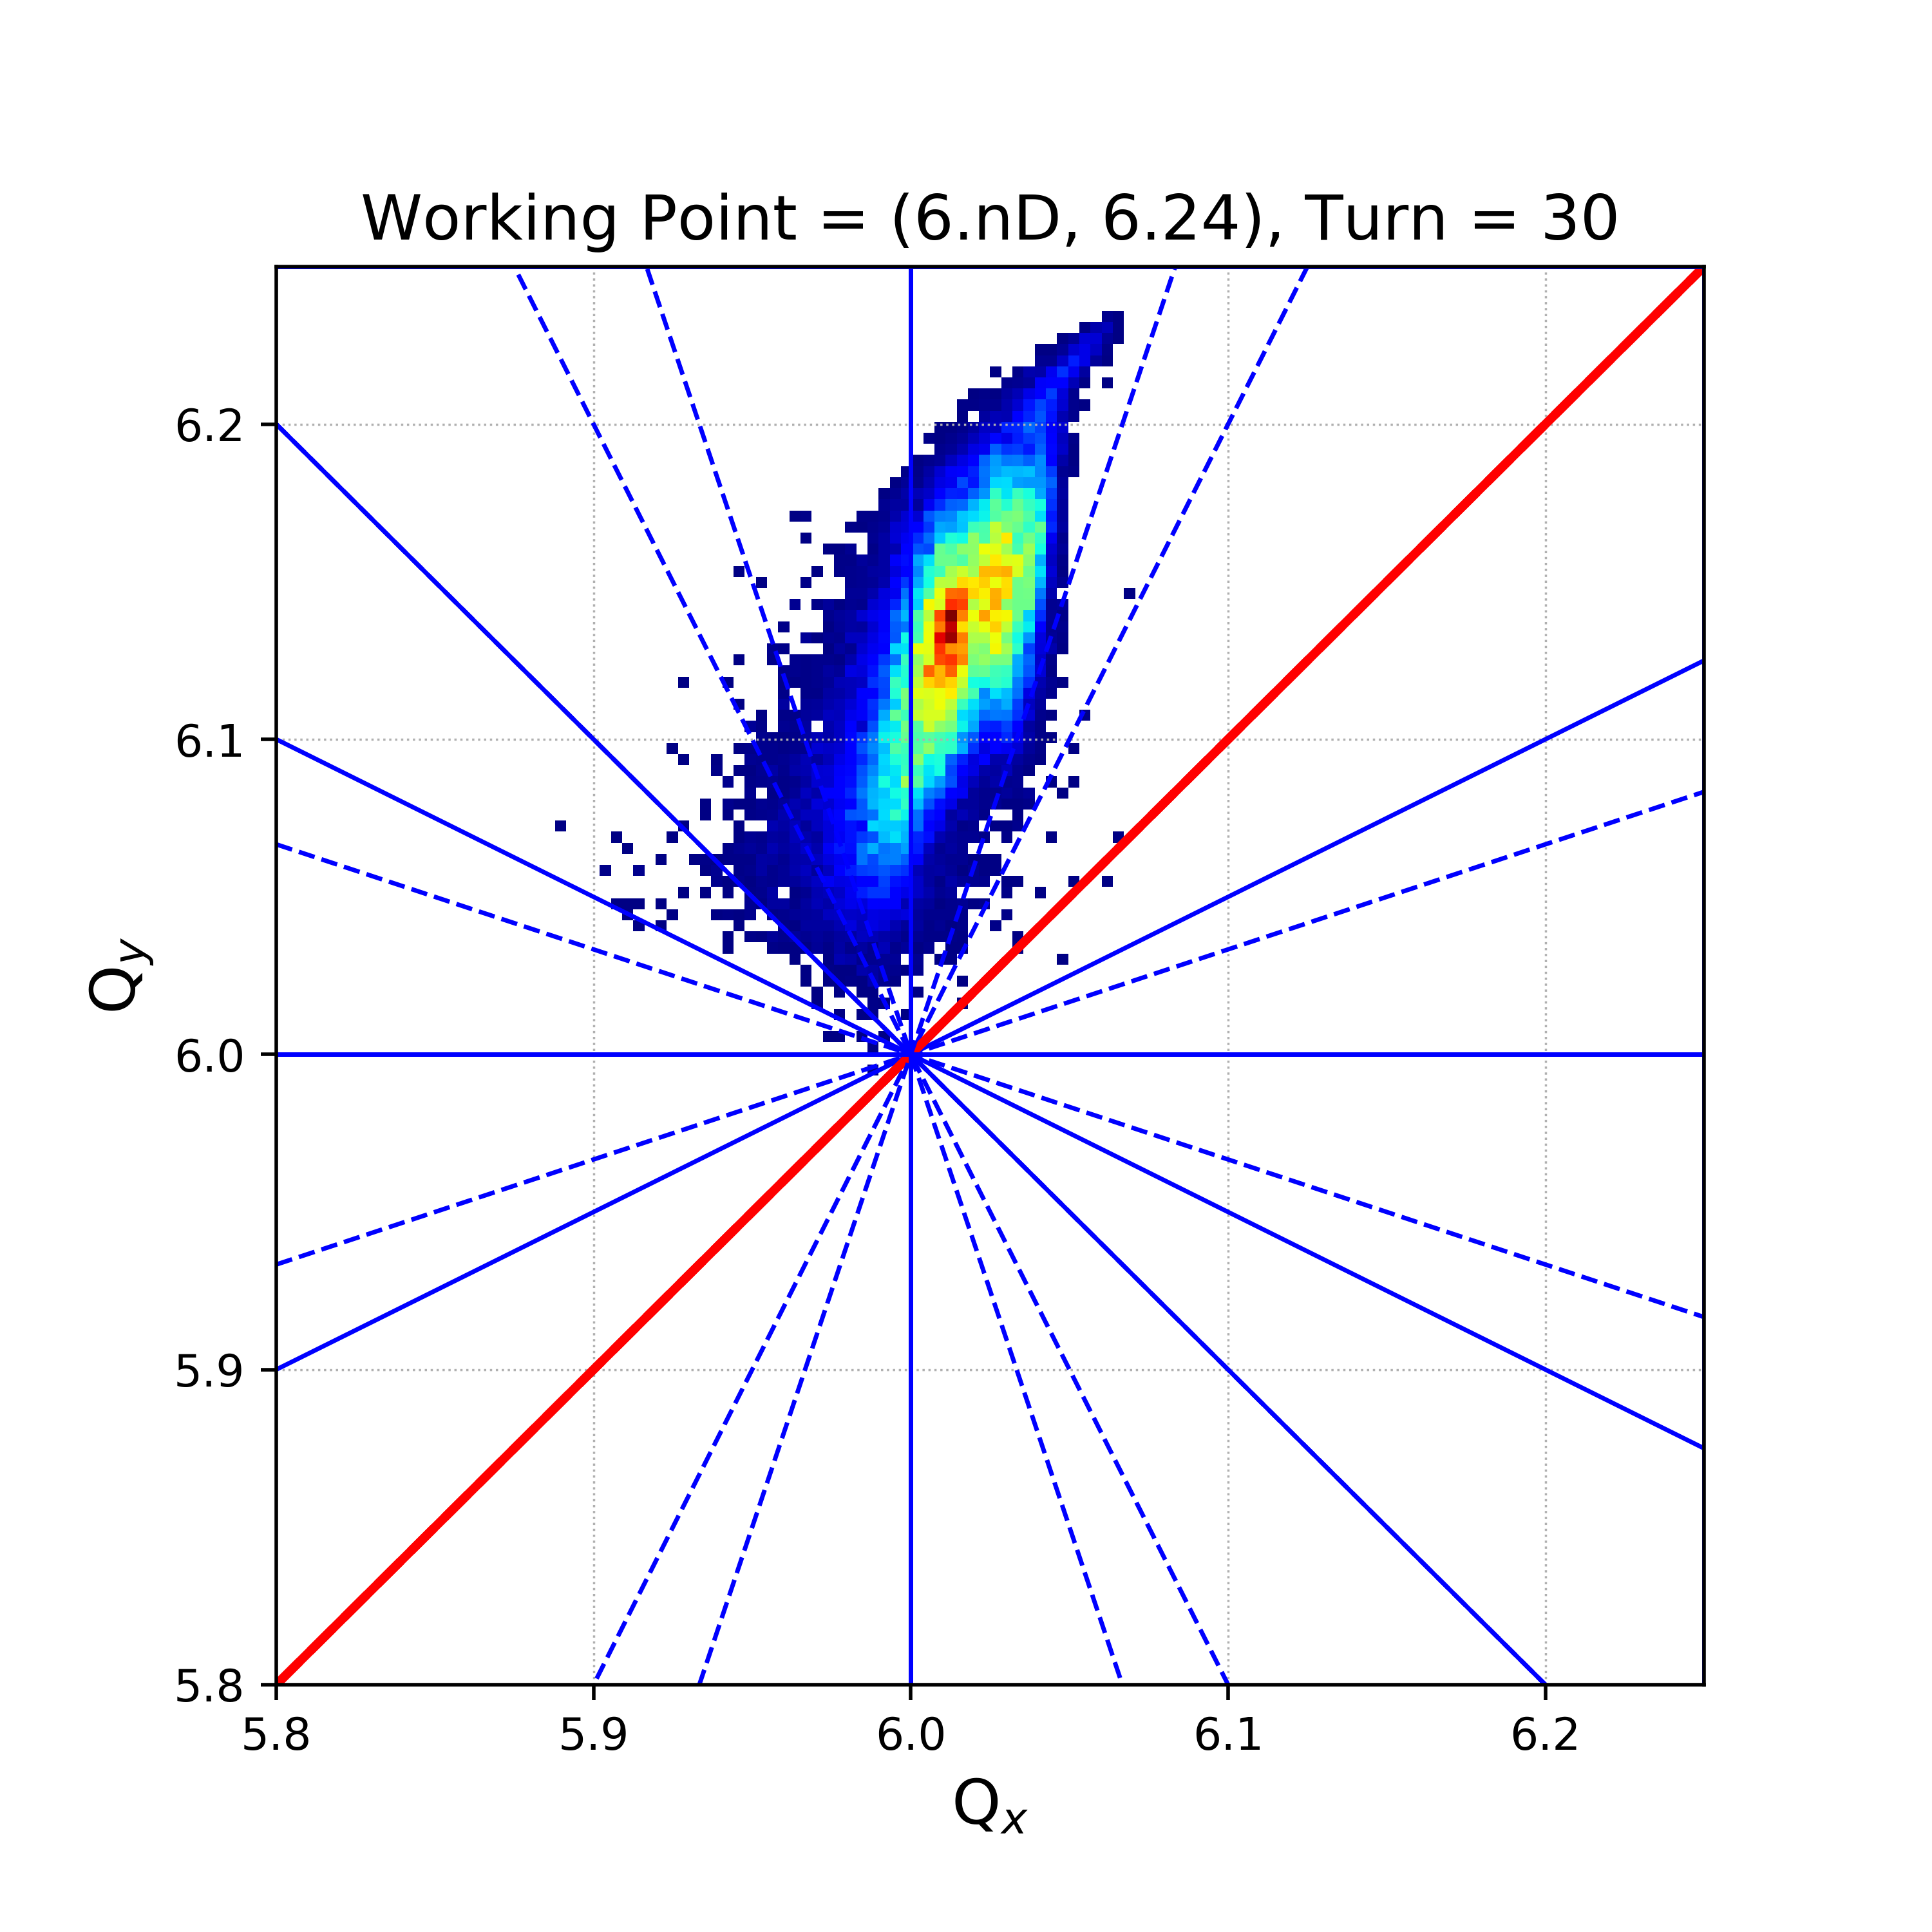 Working Point = (6.nD, 6.24), Turn = 30
6.2
6.1
6.0
5.9
5.8
Qy
5.8 5.9 6.0 6.1 6.2
Qx